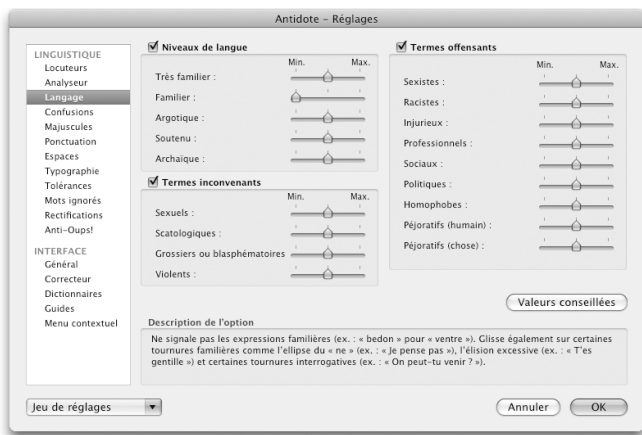 Antidote – Réglages
LINGUISTIQUE
Locuteurs
Analyseur
Langage
Confusions
Majuscules
Ponctuation
Espaces
Typographie
Tolérances
Mots ignorés
Rectifications
Anti-Oups!
INTERFACE
Général
Correcteur
Dictionnaires
Guides
Menu contextuel
Niveaux de langue
Min. Max.
Très familier :
Familier :
Argotique :
Soutenu :
Archaïque :
Termes inconvenants
Min. Max.
Sexuels :
Scatologiques :
Grossiers ou blasphématoires
Violents :
Termes offensants
Min. Max.
Sexistes :
Racistes :
Injurieux :
Professionnels :
Sociaux :
Politiques :
Homophobes :
Péjoratifs (humain) :
Péjoratifs (chose) :
Valeurs conseillées
Description de l'option
Ne signale pas les expressions familières (ex. : « bedon » pour « ventre »). Glisse également sur certaines
tournures familières comme l'ellipse du « ne » (ex. : « Je pense pas »), l'élision excessive (ex. : « T'es
gentille ») et certaines tournures interrogatives (ex. : « On peut-tu venir ? »).
Jeu de réglages
Annuler
OK